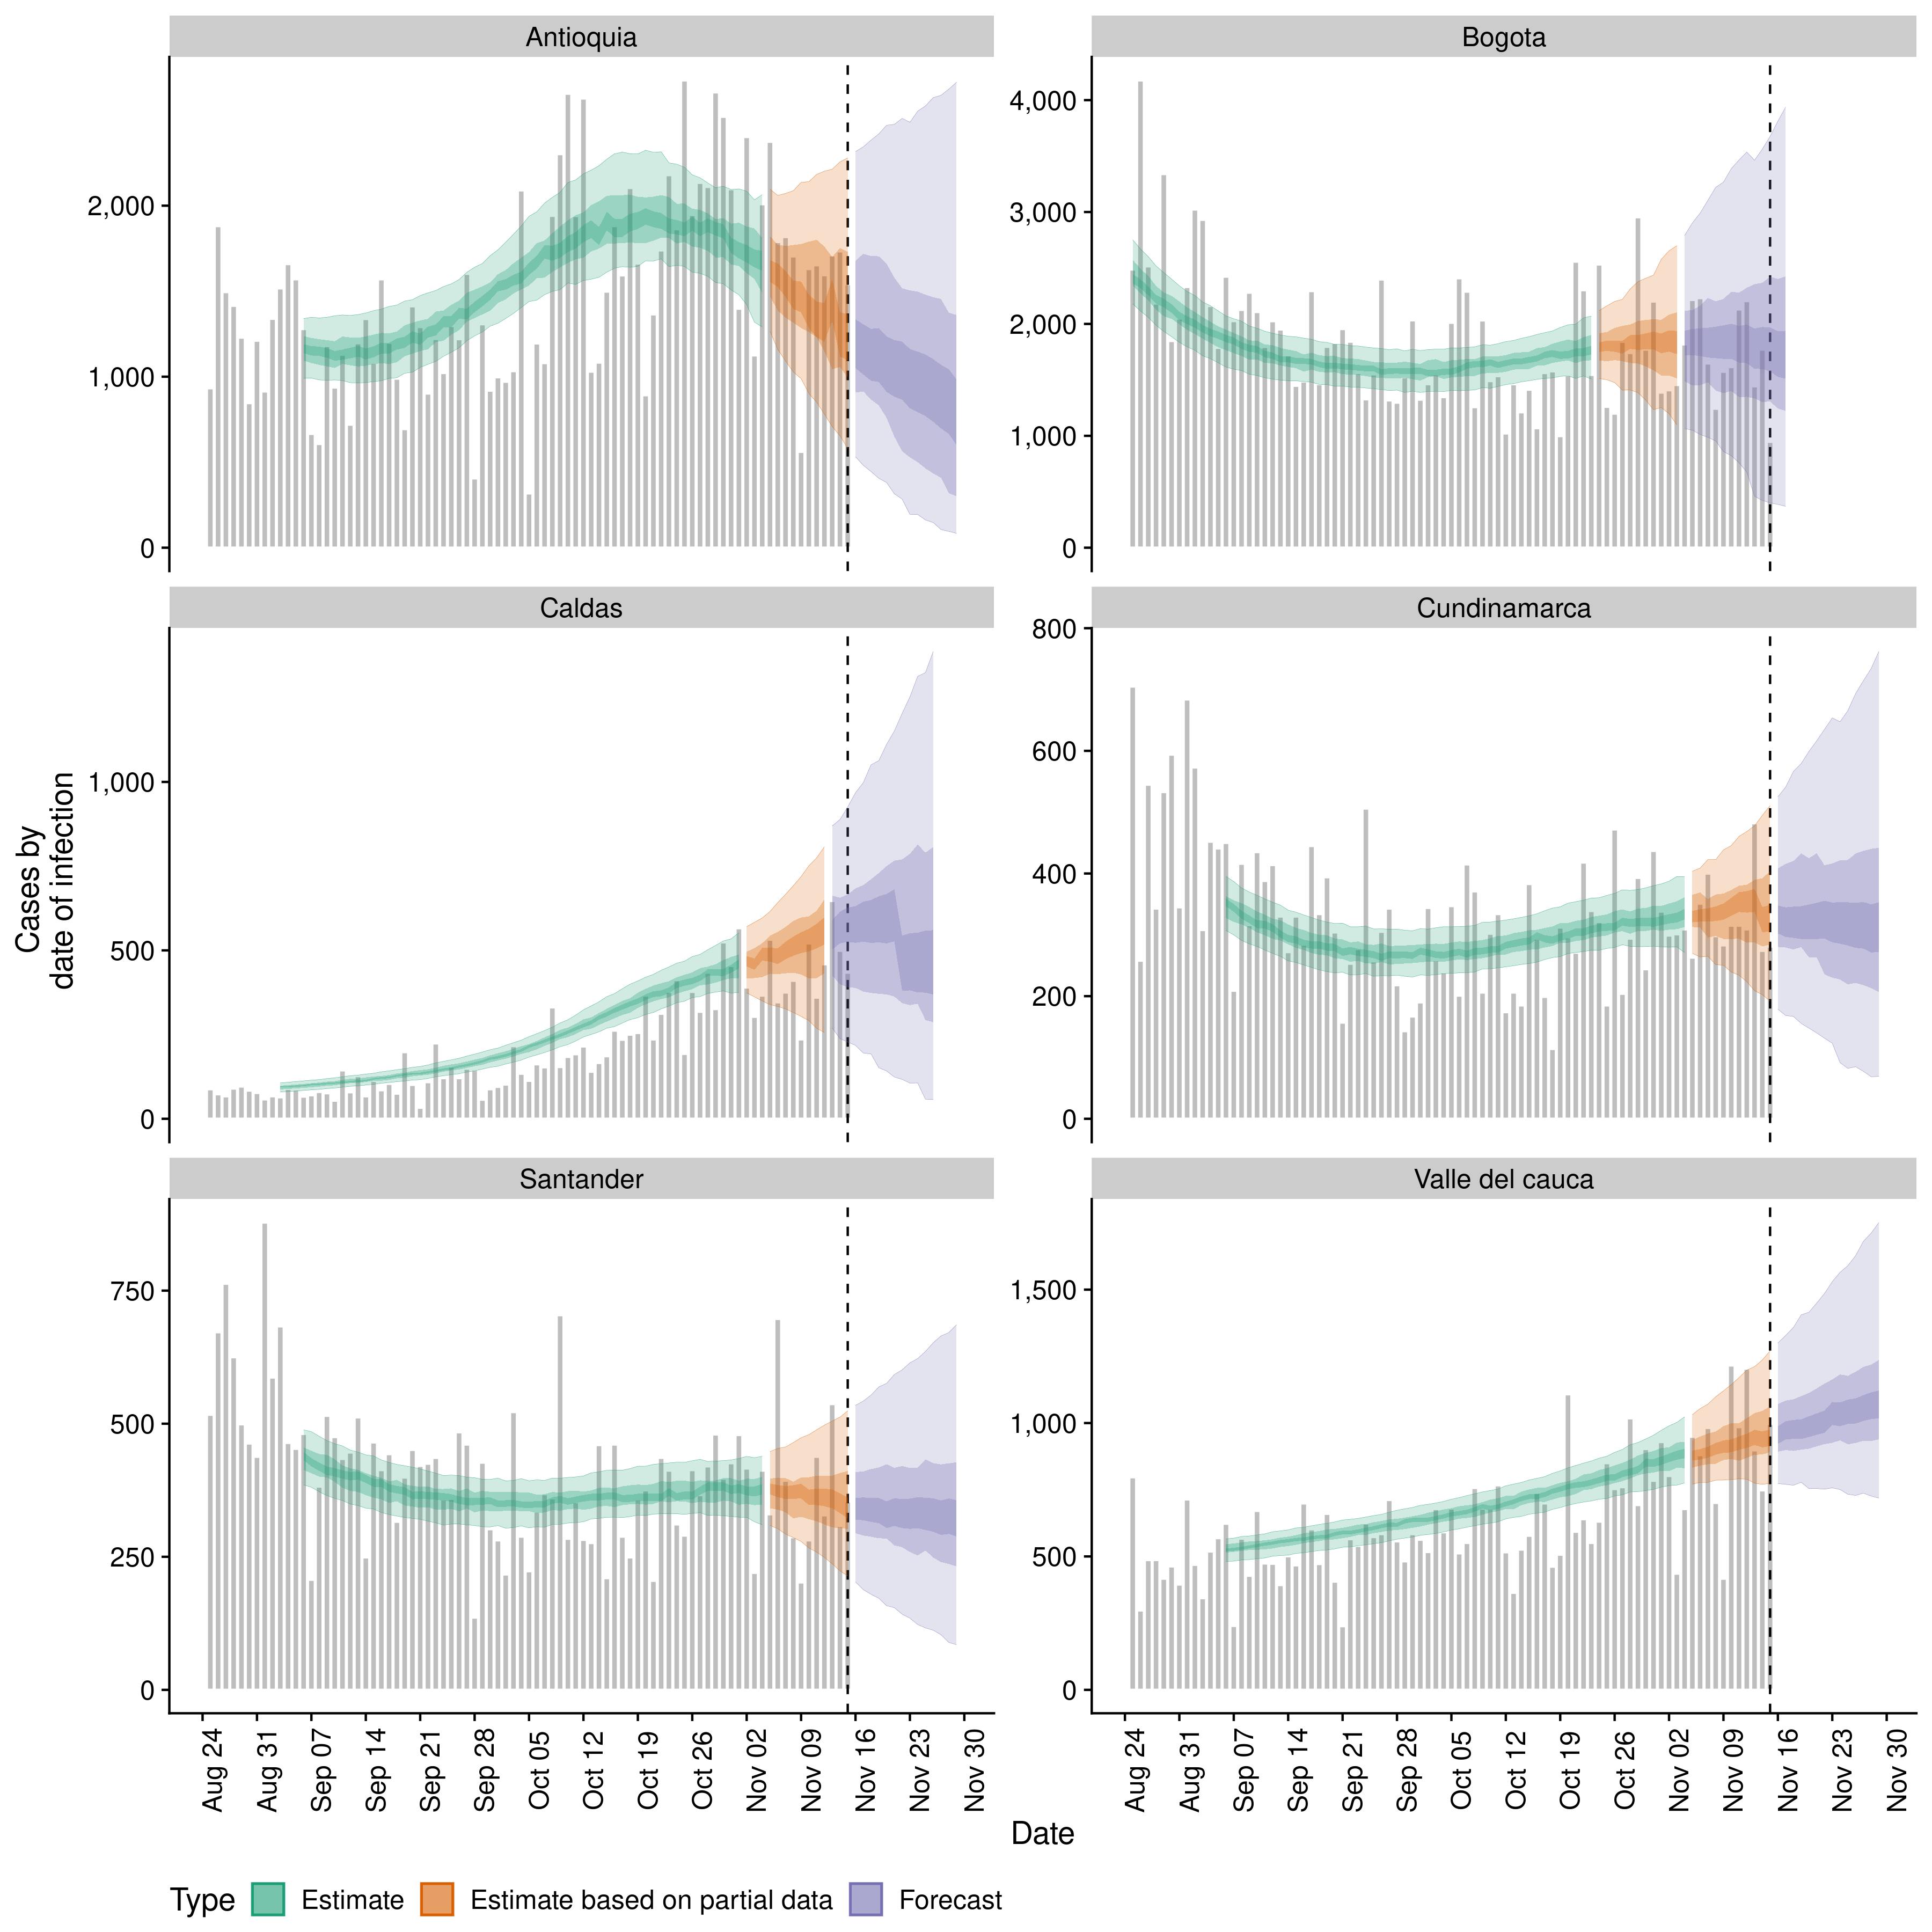 Antioquia
Bogota
2,000
1,000
0
4,000
3,000
2,000
1,000
0
Caldas
Cundinamarca
1,000
500
0
800
600
400
200
0
Santander
Valle del cauca
750
500
250
0
1,500
1,000
500
0
Cases by
date of infection
Aug 24
Aug 31
Sep 07
Sep 14
Sep 21
Sep 28
Oct 05
Oct 12
Oct 19
Oct 26
Nov 02
Nov 09
Nov 16
Nov 23
Nov 30
Aug 24
Aug 31
Sep 07
Sep 14
Sep 21
Sep 28
Oct 05
Oct 12
Oct 19
Oct 26
Nov 02
Nov 09
Nov 16
Nov 23
Nov 30
Date
Type Estimate Estimate based on partial data Forecast